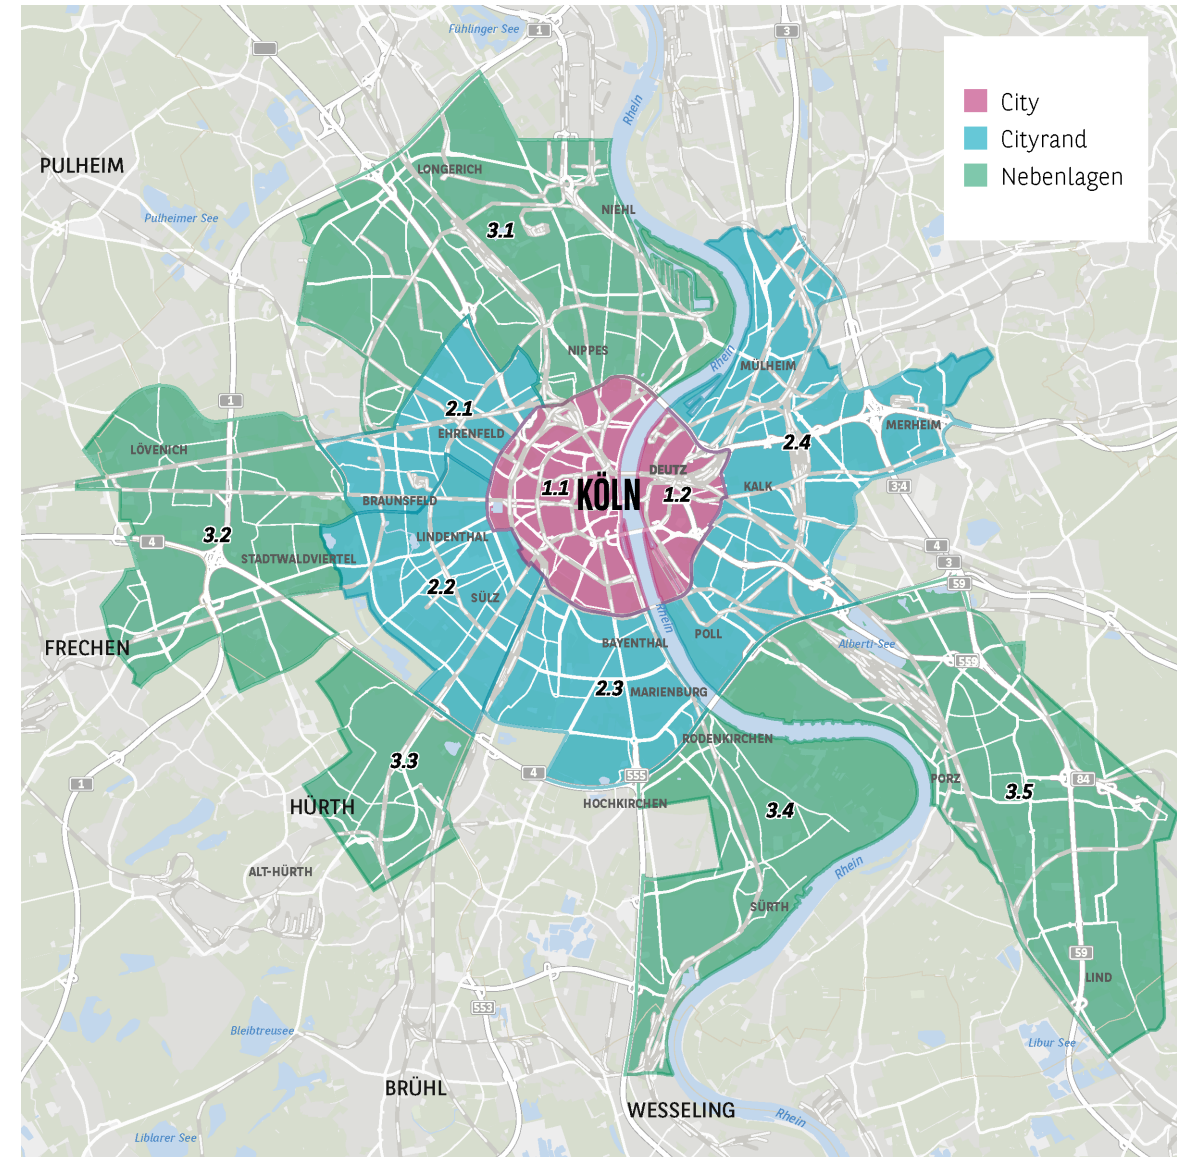 Fühlinger See
1
3
City
Cityrand
Nebenlagen
Rhein
PULHEIM
LONGERICH
Pulheimer See
NIEHL
3.1
NIPPES
Rhein
MÜLHEIM
1
2.1
EHRENFELD
MERHEIM
2.4
LÖVENICH
DEUTZ
KALK
34
1.1
KÖLN
1.2
BRAUNSFELD
3.2
LINDENTHAL
4
4
STADTWALDVIERTEL
3
59
2.2
SÜLZ
Rhein
POLL
FRECHEN
BAYENTHAL
Alberti-See
559
2.3
MARIENBURG
RODENKIRCHEN
3.3
4
555
PORZ
84
1
3.5
HÜRTH
HOCHKIRCHEN
3.4
ALT-HÜRTH
Rhein
SÜRTH
59
LIND
553
Bleibtreusee
Libur See
BRÜHL
WESSELING
Rhein
Liblarer See